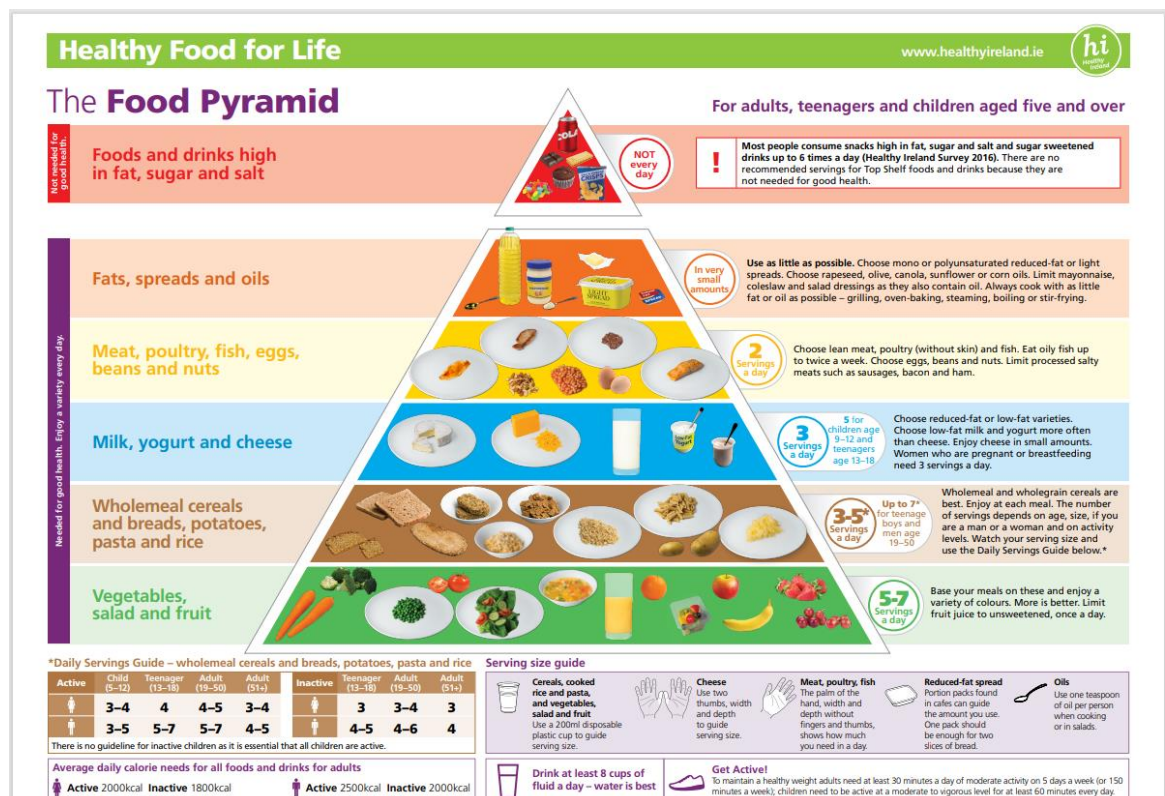 Healthy Food for Life
www.healthyireland.ie
hi
Healthy
Ireland
The Food Pyramid
For adults, teenagers and children aged five and over
Not needed for
good health.
Foods and drinks high
in fat, sugar and salt
COLA
CRISPS
NOT
every
day
!
Most people consume snacks high in fat, sugar and salt and sugar sweetened
drinks up to 6 times a day (Healthy Ireland Survey 2016). There are no
recommended servings for Top Shelf foods and drinks because they are
not needed for good health.
Needed for good health. Enjoy a variety every day.
Fats, spreads and oils
LIGHT
SPREAD
In very
small
amounts
Use as little as possible. Choose mono or polyunsaturated reduced-fat or light
spreads. Choose rapeseed, olive, canola, sunflower or corn oils. Limit mayonnaise,
coleslaw and salad dressings as they also contain oil. Always cook with as little
fat or oil as possible – grilling, oven-baking, steaming, boiling or stir-frying.
Meat, poultry, fish, eggs,
beans and nuts
2
Servings
a day
Choose lean meat, poultry (without skin) and fish. Eat oily fish up
to twice a week. Choose eggs, beans and nuts. Limit processed salty
meats such as sausages, bacon and ham.
Milk, yogurt and cheese
Low Fat
Yogurt
3
Servings
a day
5 for
children age
9–12 and
teenagers
age 13–18
Choose reduced-fat or low-fat varieties.
Choose low-fat milk and yogurt more often
than cheese. Enjoy cheese in small amounts.
Women who are pregnant or breastfeeding
need 3 servings a day.
Wholemeal cereals
and breads, potatoes,
pasta and rice
3-5*
Servings
a day
Up to 7*
for teenage
boys and
men age
19–50
Wholemeal and wholegrain cereals are
best. Enjoy at each meal. The number
of servings depends on age, size, if you
are a man or a woman and on activity
levels. Watch your serving size and
use the Daily Servings Guide below.*
Vegetables,
salad and fruit
5-7
Servings
a day
Base your meals on these and enjoy a
variety of colours. More is better. Limit
fruit juice to unsweetened, once a day.
*Daily Servings Guide – wholemeal cereals and breads, potatoes, pasta and rice
Active Child (5–12) Teenager (13–18) Adult (19–50) Adult (51+) Inactive Teenager (13–18) Adult (19–50) Adult (51+)
3–4 4 4–5 3–4 3 3–4 3
3–5 5–7 5–7 4–5 4–5 4–6 4
There is no guideline for inactive children as it is essential that all children are active.
Average daily calorie needs for all foods and drinks for adults
Active 2000kcal Inactive 1800kcal Active 2500kcal Inactive 2000kcal
Serving size guide
Cereals, cooked
rice and pasta,
and vegetables,
salad and fruit
Use a 200ml disposable
plastic cup to guide
serving size.
Cheese
Use two
thumbs, width
and depth
to guide
serving size.
Meat, poultry, fish
The palm of the
hand, width and
depth without
fingers and thumbs,
shows how much
you need in a day.
Reduced-fat spread
Portion packs found
in cafes can guide
the amount you use.
One pack should
be enough for two
slices of bread.
Oils
Use one teaspoon
of oil per person
when cooking
or in salads.
Drink at least 8 cups of
fluid a day – water is best
Get Active!
To maintain a healthy weight adults need at least 30 minutes a day of moderate activity on 5 days a week (or 150
minutes a week); children need to be active at a moderate to vigorous level for at least 60 minutes every day.